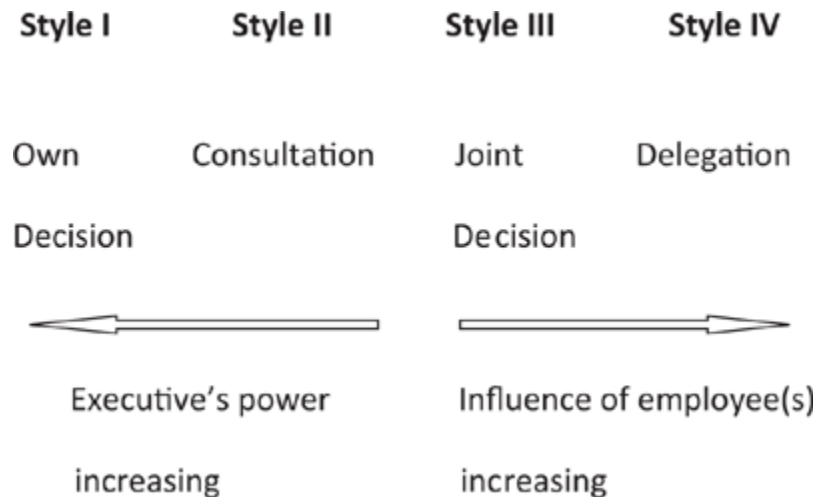 Style I Style II Style III Style IV
Own Consultation Joint Delegation
Decision Decision
Executive’s power Influence of employee(s)
increasing increasing